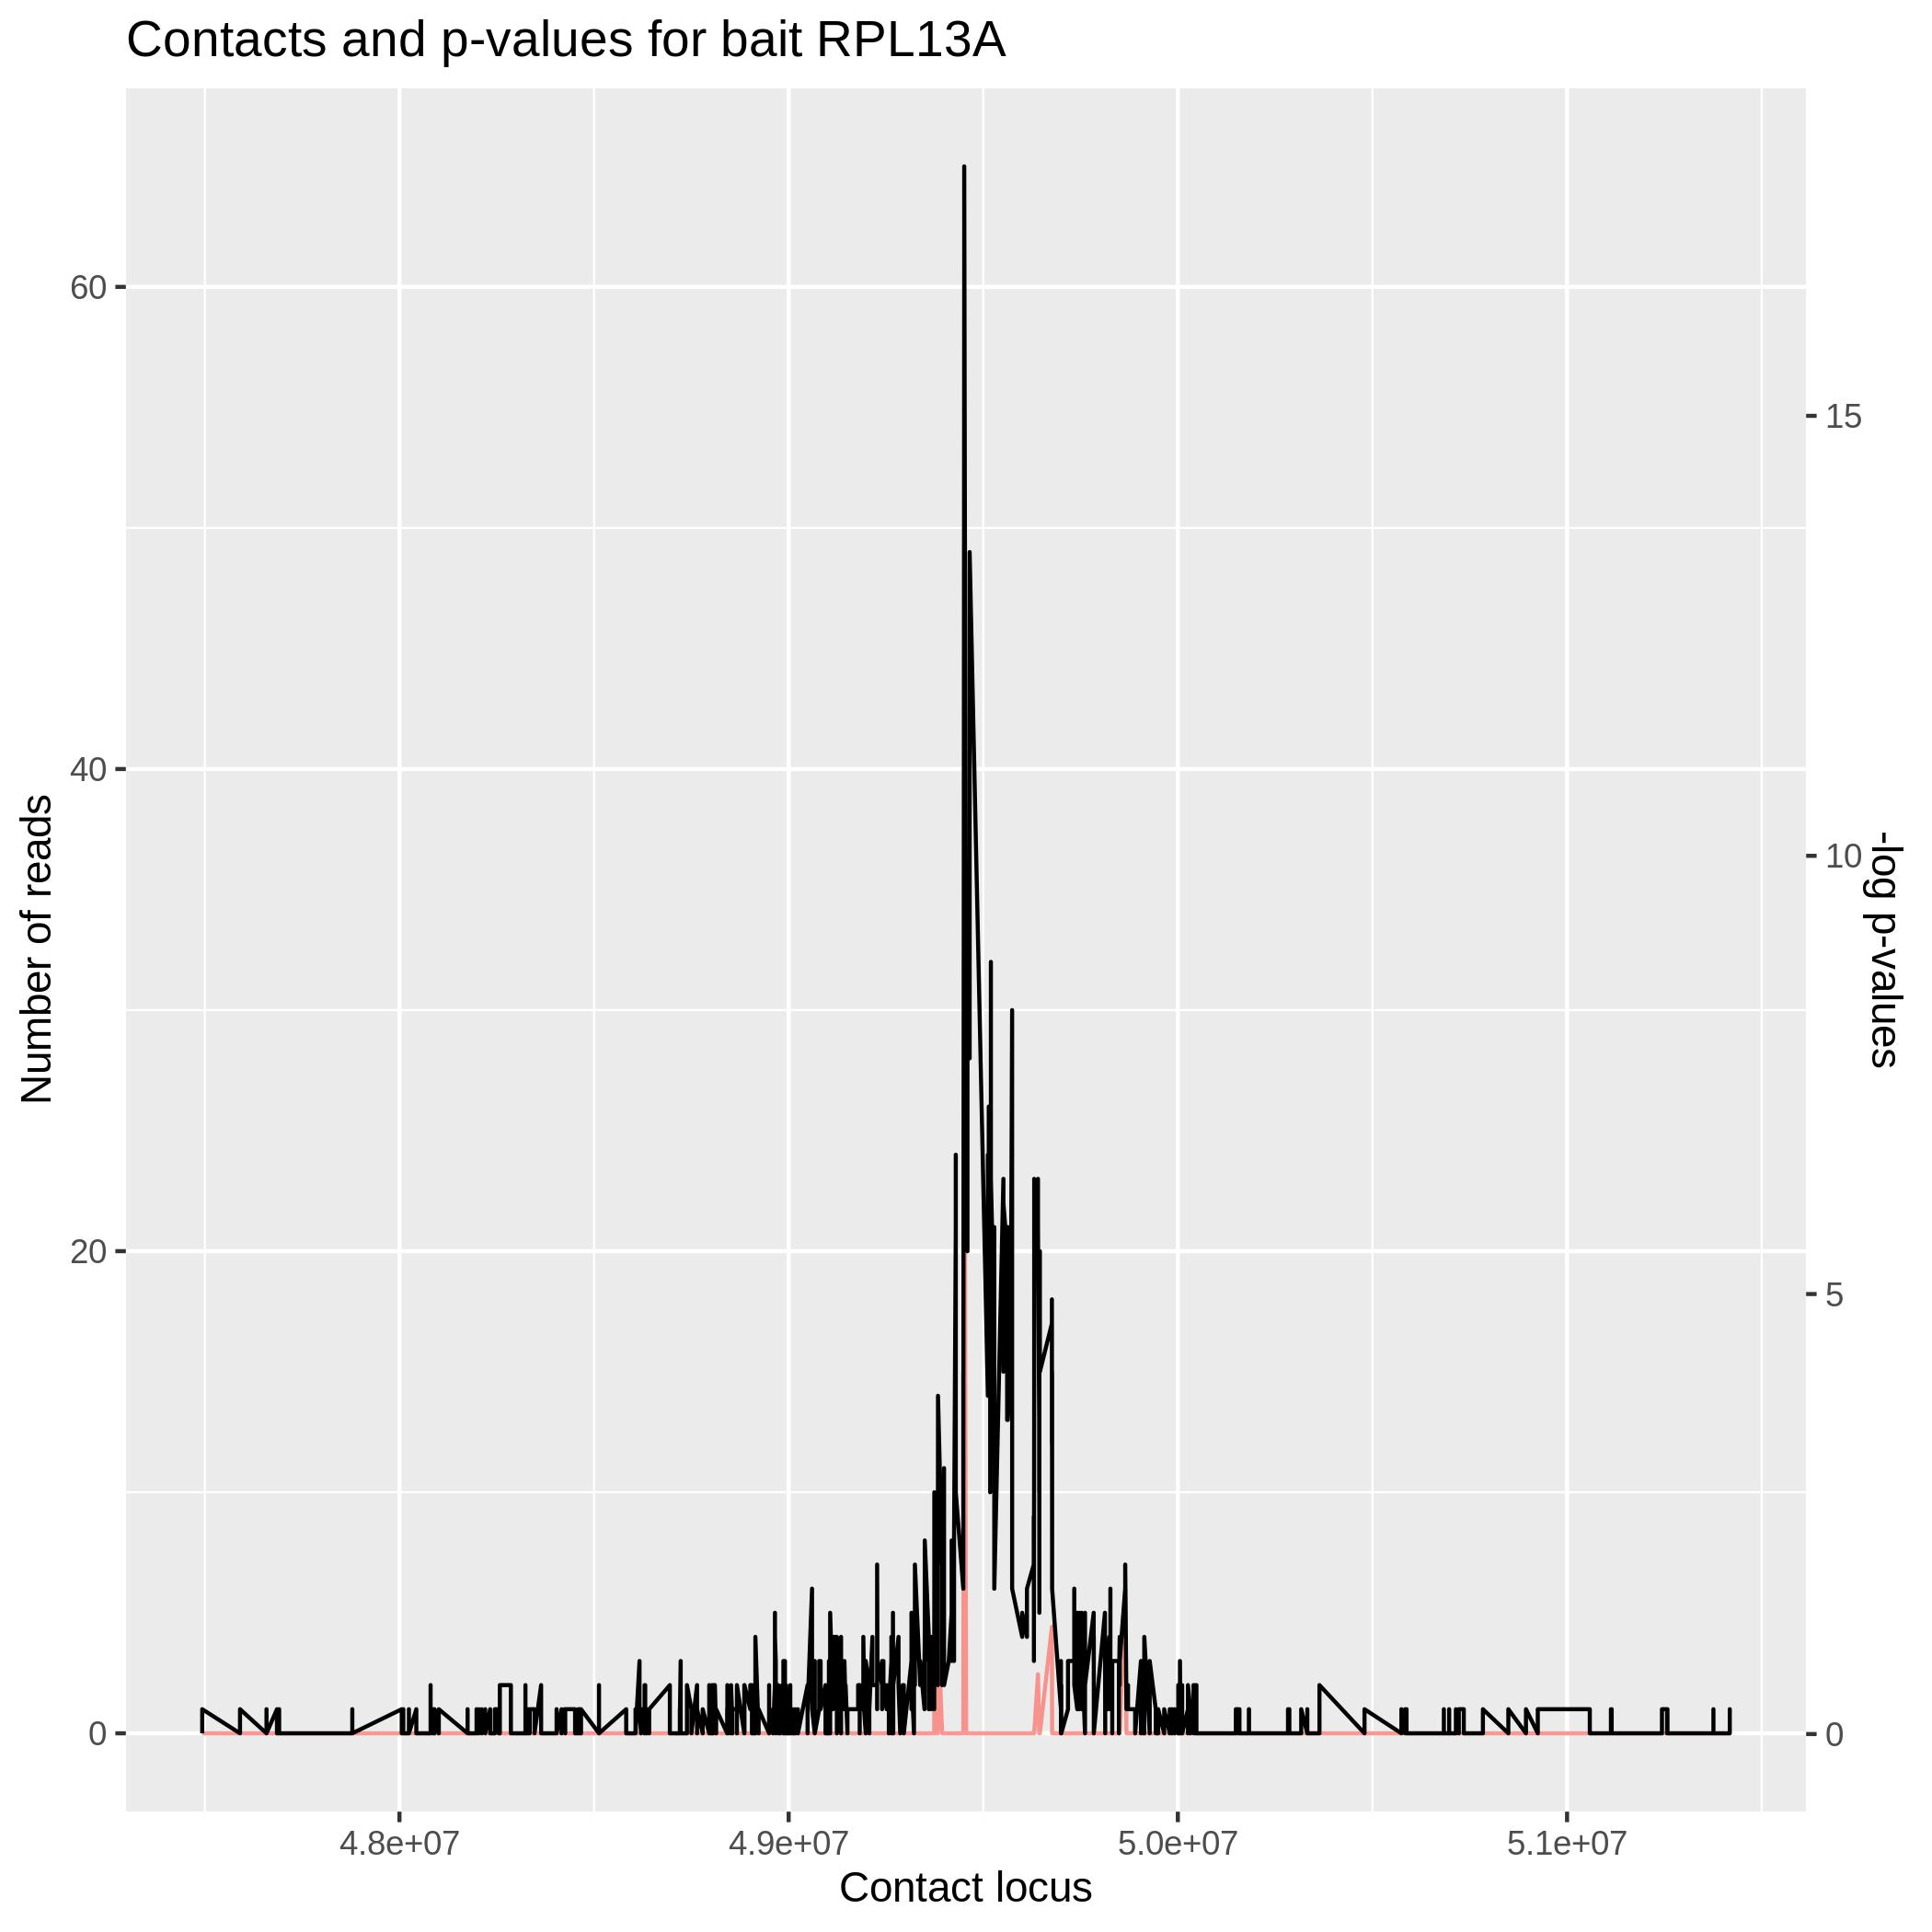 Contacts and p-values for bait RPL13A
60
40
20
0
Number of reads
15
10
5
0
-log p-values
4.8e+07
4.9e+07
5.0e+07
5.1e+07
Contact locus